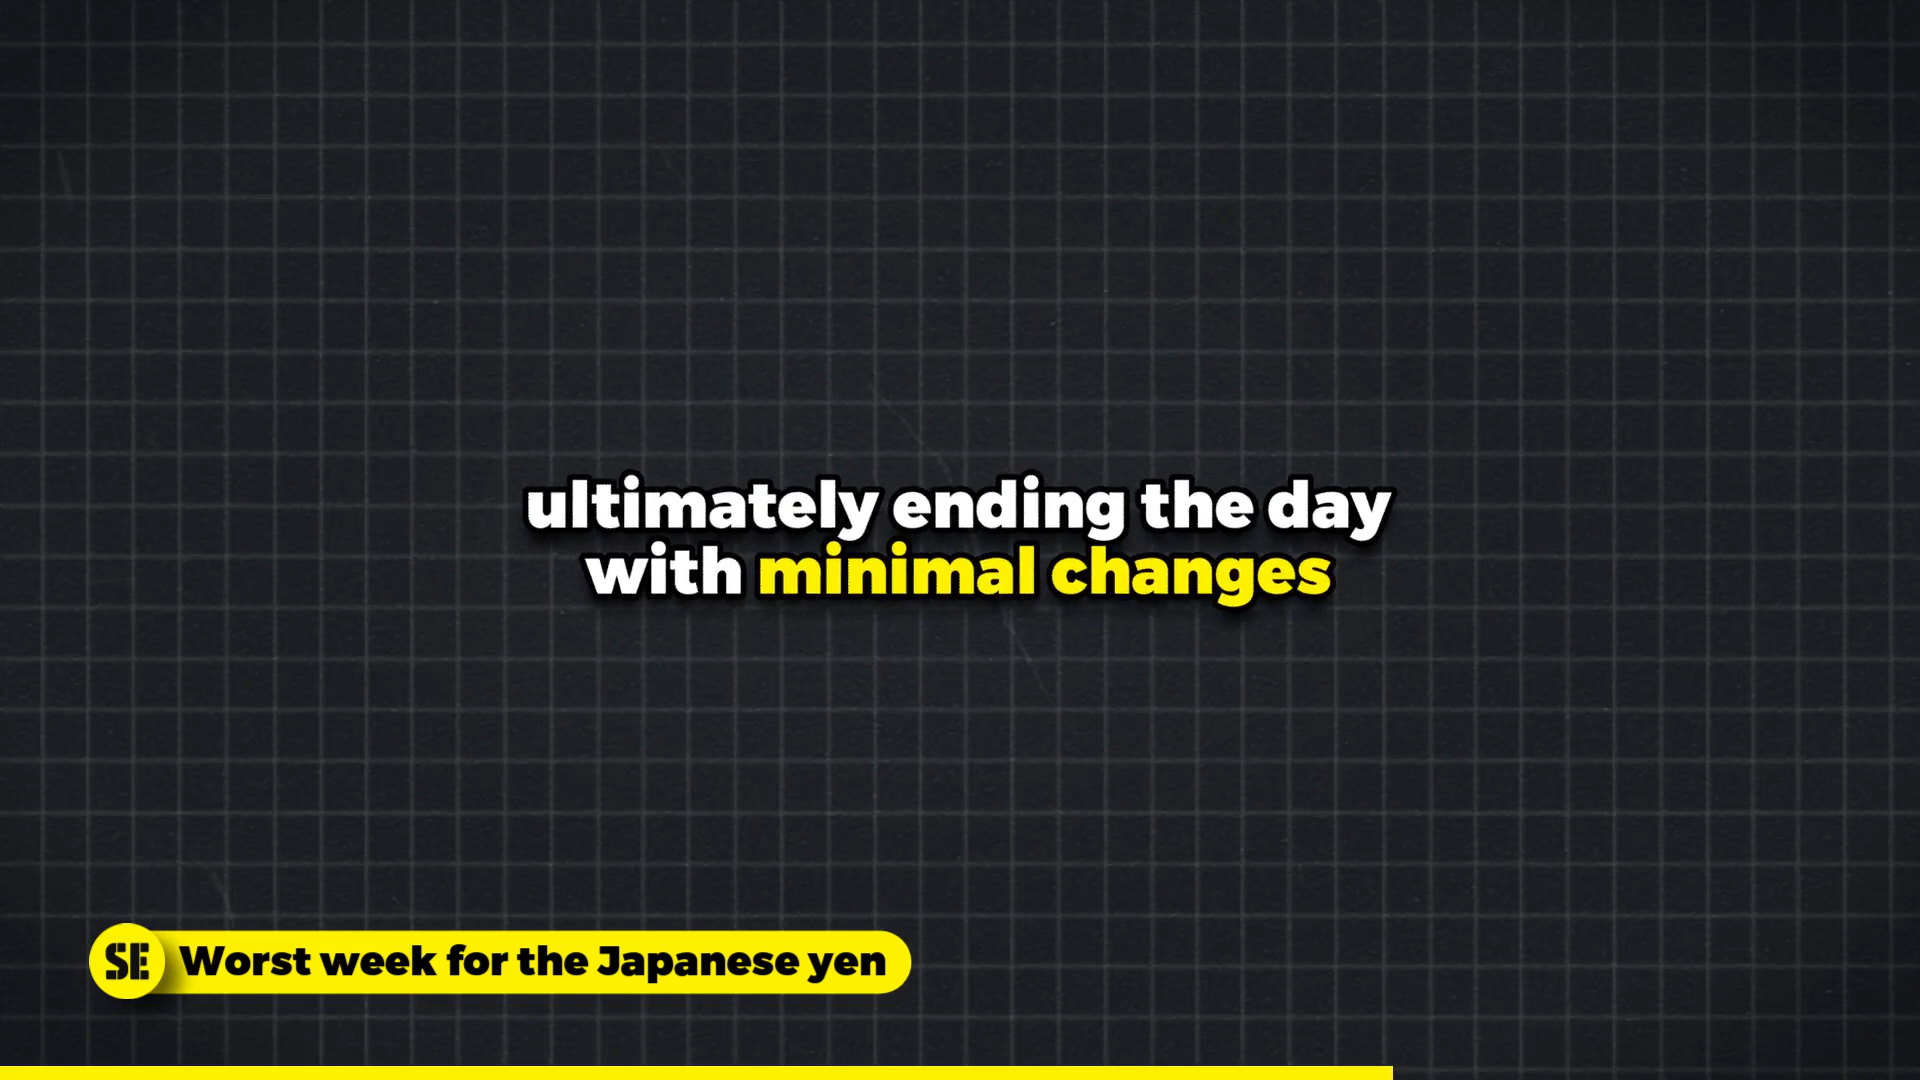 ultimately ending the day
with minimal changes
SE Worst week for the Japanese yen